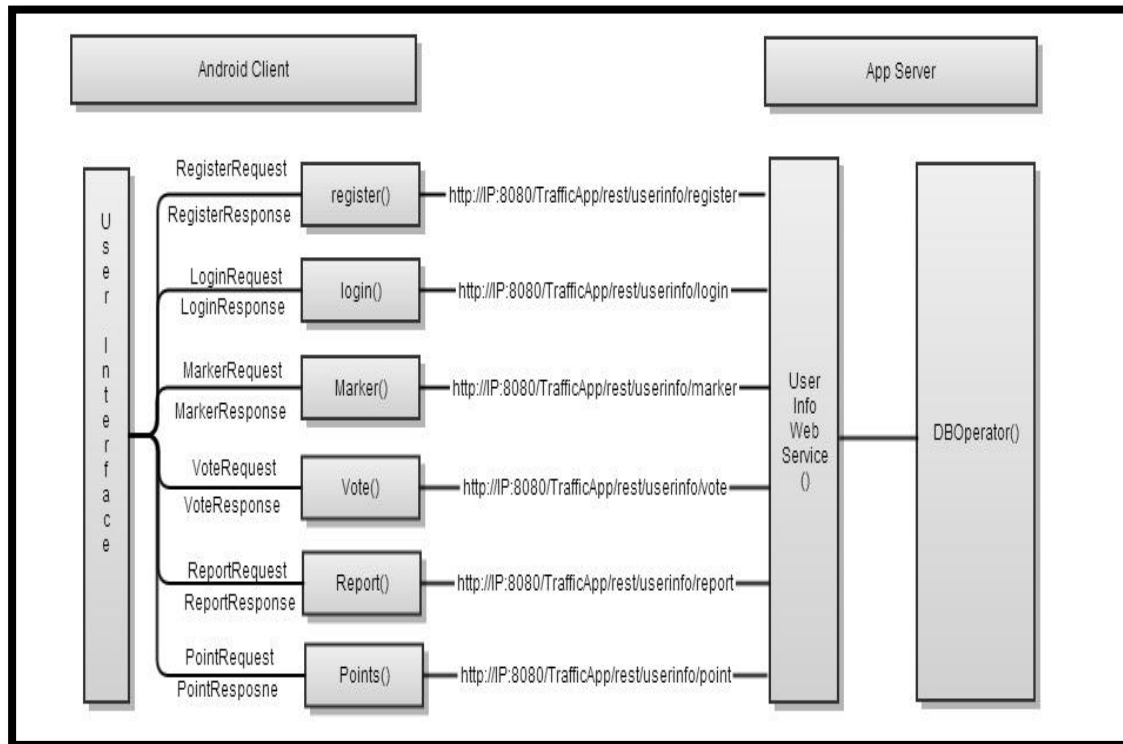 Android Client
App Server
User Interface
RegisterRequest
RegisterResponse
register()
http://IP:8080/TrafficApp/rest/userinfo/register
LoginRequest
LoginResponse
login()
http://IP:8080/TrafficApp/rest/userinfo/login
MarkerRequest
MarkerResponse
Marker()
http://IP:8080/TrafficApp/rest/userinfo/marker
VoteRequest
VoteResponse
Vote()
http://IP:8080/TrafficApp/rest/userinfo/vote
ReportRequest
ReportResponse
Report()
http://IP:8080/TrafficApp/rest/userinfo/report
PointRequest
PointResposne
Points()
http://IP:8080/TrafficApp/rest/userinfo/point
User
Info
Web
Service
()
DBOperator()